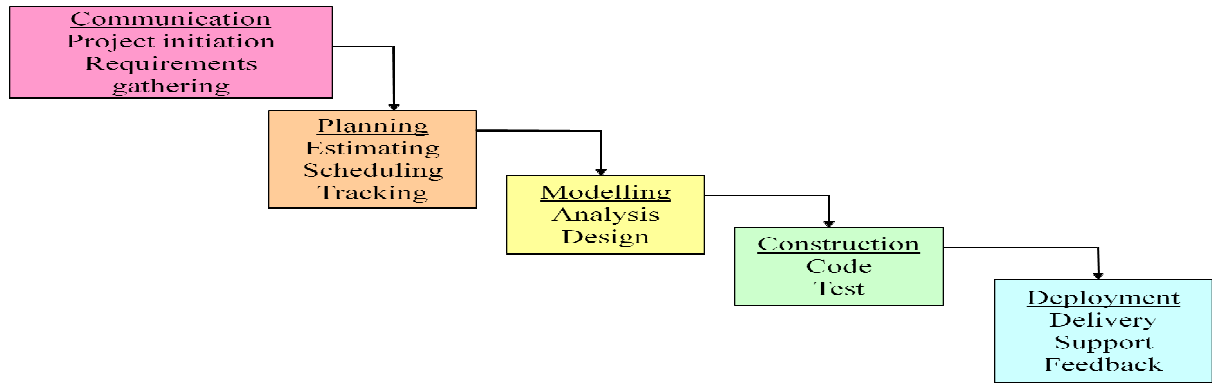 Communication
Project initiation
Requirements
gathering
Planning
Estimating
Scheduling
Tracking
Modelling
Analysis
Design
Construction
Code
Test
Deployment
Delivery
Support
Feedback